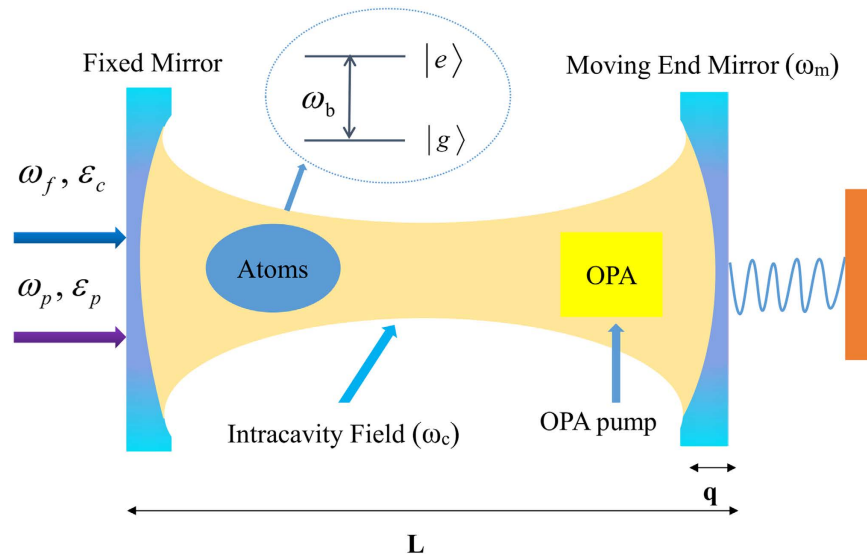 Fixed Mirror
|e⟩
ω_b
|g⟩
Moving End Mirror (ω_m)
ω_f , ε_c
ω_p , ε_p
Atoms
OPA
Intracavity Field (ω_c)
OPA pump
q
L